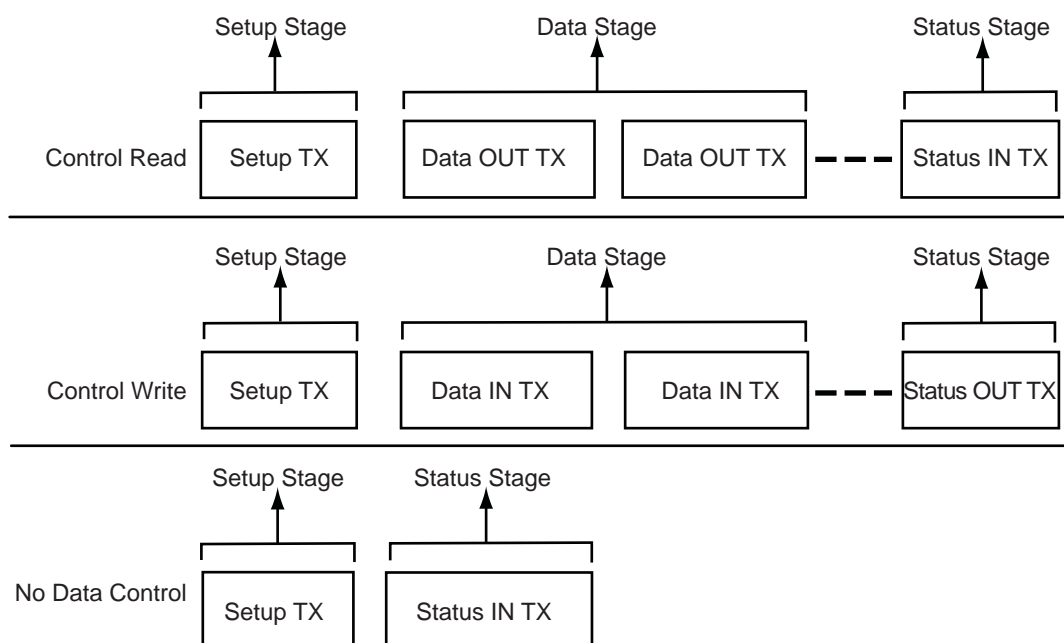 Setup Stage Data Stage Status Stage
Control Read Setup TX Data OUT TX Data OUT TX Status IN TX
Setup Stage Data Stage Status Stage
Control Write Setup TX Data IN TX Data IN TX Status OUT TX
Setup Stage Status Stage
No Data Control Setup TX Status IN TX